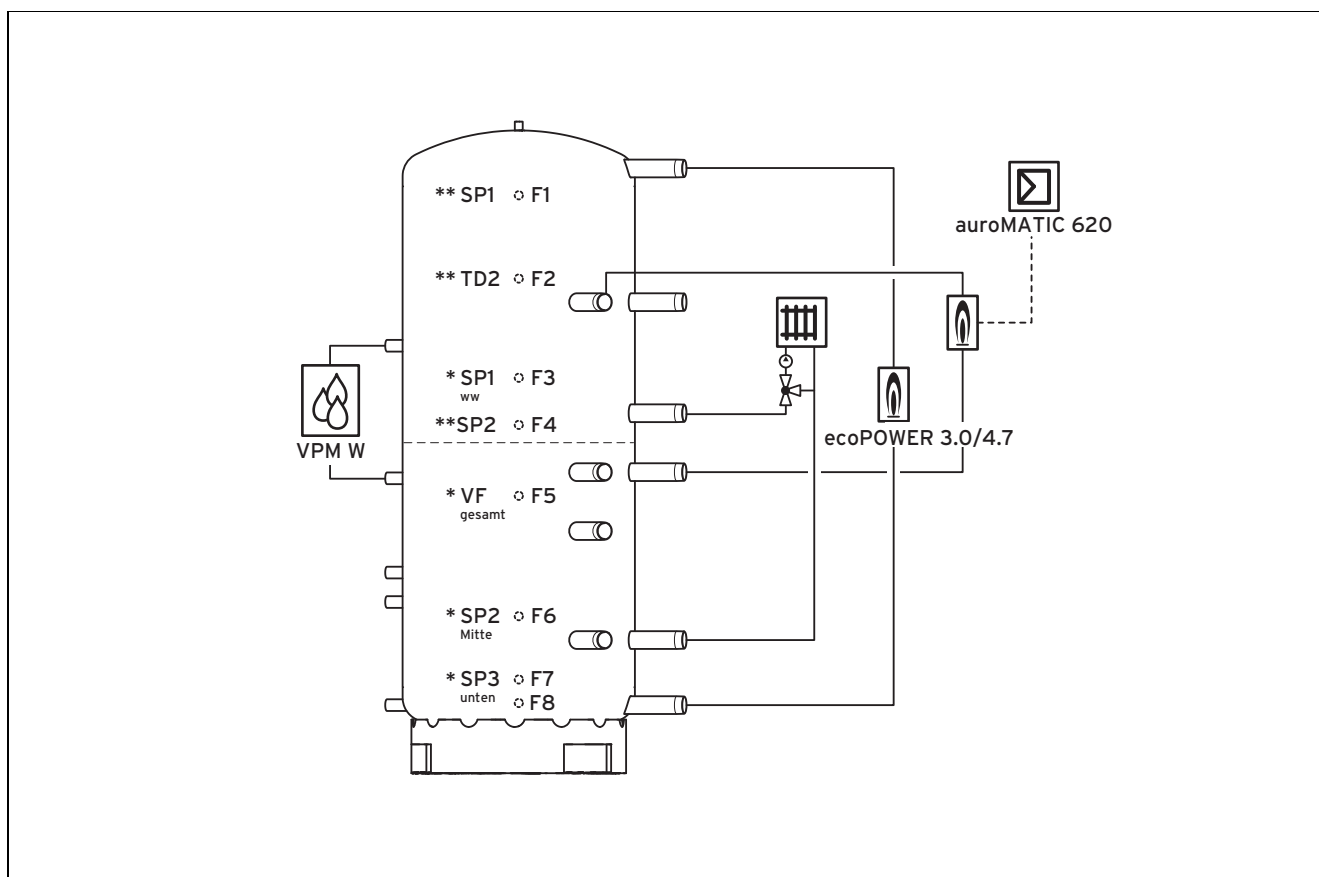 ** SP1 F1
auroMATIC 620
** TD2 F2
* SP1 F3
ww
**SP2 F4
ecoPOWER 3.0/4.7
VPM W
* VF F5
gesamt
* SP2 F6
Mitte
* SP3 F7
unten
F8